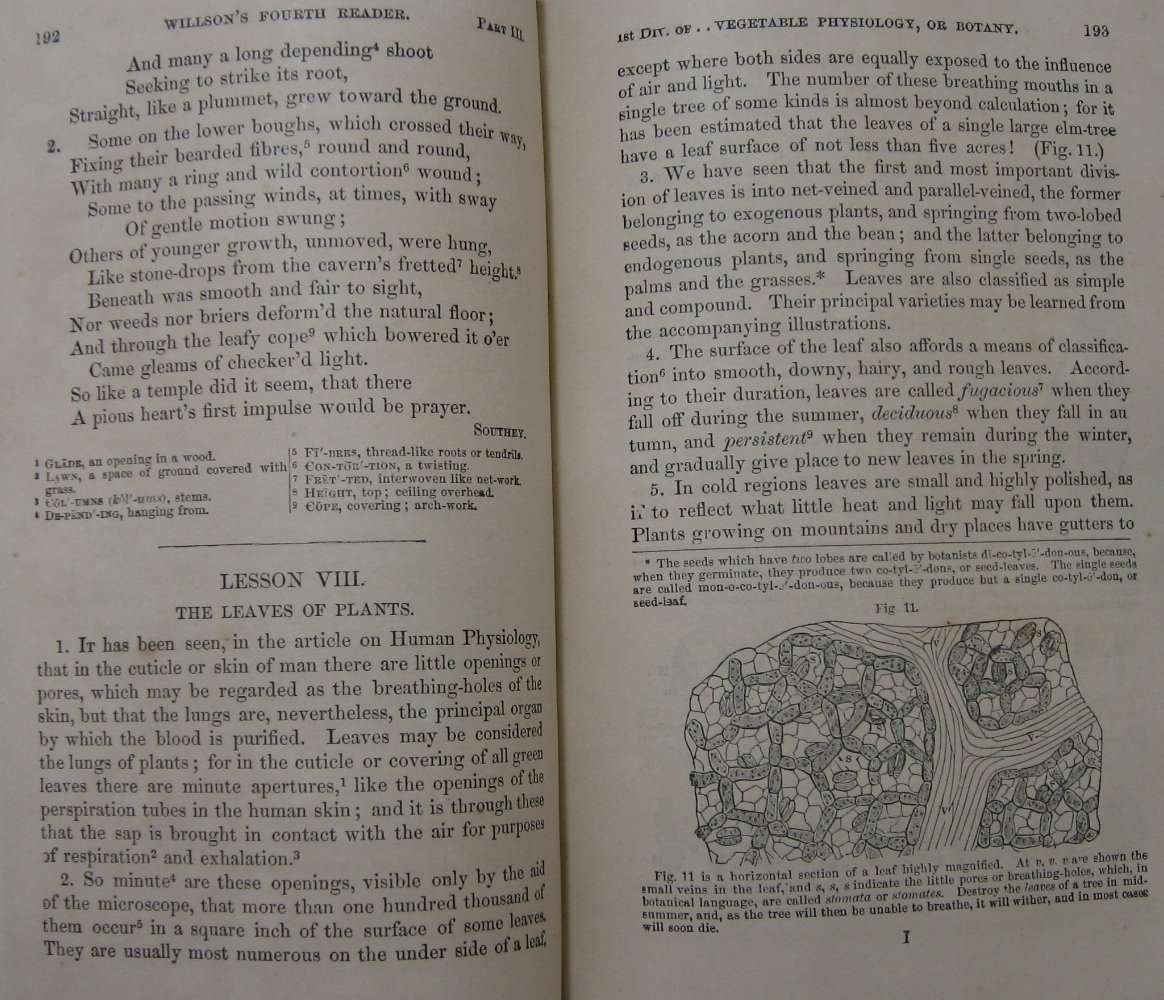 192 WILLSON'S FOURTH READER. PART III.
And many a long depending⁴ shoot
Seeking to strike its root,
Straight, like a plummet, grew toward the ground.
2. Some on the lower boughs, which crossed their way,
Fixing their bearded fibres,⁵ round and round,
With many a ring and wild contortion⁶ wound;
Some to the passing winds, at times, with sway
Of gentle motion swung;
Others of younger growth, unmoved, were hung,
Like stone-drops from the cavern's fretted⁷ height.⁸
Beneath was smooth and fair to sight,
Nor weeds nor briers deform'd the natural floor;
And through the leafy cope⁹ which bowered it o'er
Came gleams of checker'd light.
So like a temple did it seem, that there
A pious heart's first impulse would be prayer.
SOUTHEY.
¹ GLĀDE, an opening in a wood.
² LAWN, a space of ground covered with
grass.
³ COL'-UMNS (kŏl'-ums), stems.
⁴ DE-PEND'-ING, hanging from.
⁵ FĪ'-BRES, thread-like roots or tendrils.
⁶ CON-TOR'-TION, a twisting.
⁷ FRĔT'-TED, interwoven like net-work.
⁸ HEIGHT, top; ceiling overhead.
⁹ CŌPE, covering; arch-work.
LESSON VIII.
THE LEAVES OF PLANTS.
1. IT has been seen, in the article on Human Physiology,
that in the cuticle or skin of man there are little openings or
pores, which may be regarded as the breathing-holes of the
skin, but that the lungs are, nevertheless, the principal organ
by which the blood is purified. Leaves may be considered
the lungs of plants; for in the cuticle or covering of all green
leaves there are minute apertures,¹ like the openings of the
perspiration tubes in the human skin; and it is through these
that the sap is brought in contact with the air for purposes
of respiration² and exhalation.³
2. So minute⁴ are these openings, visible only by the aid
of the microscope, that more than one hundred thousand of
them occur⁵ in a square inch of the surface of some leaves.
They are usually most numerous on the under side of a leaf,
1st DIV. OF . . VEGETABLE PHYSIOLOGY, OR BOTANY. 193
except where both sides are equally exposed to the influence
of air and light. The number of these breathing mouths in a
single tree of some kinds is almost beyond calculation; for it
has been estimated that the leaves of a single large elm-tree
have a leaf surface of not less than five acres! (Fig. 11.)
3. We have seen that the first and most important divis-
ion of leaves is into net-veined and parallel-veined, the former
belonging to exogenous plants, and springing from two-lobed
seeds, as the acorn and the bean; and the latter belonging to
endogenous plants, and springing from single seeds, as the
palms and the grasses.* Leaves are also classified as simple
and compound. Their principal varieties may be learned from
the accompanying illustrations.
4. The surface of the leaf also affords a means of classifica-
tion⁶ into smooth, downy, hairy, and rough leaves. Accord-
ing to their duration, leaves are called fugacious⁷ when they
fall off during the summer, deciduous⁸ when they fall in au
tumn, and persistent⁹ when they remain during the winter,
and gradually give place to new leaves in the spring.
5. In cold regions leaves are small and highly polished, as
if to reflect what little heat and light may fall upon them.
Plants growing on mountains and dry places have gutters to
* The seeds which have two lobes are called by botanists di-co-tyl-ē'-don-ous, because,
when they germinate, they produce two co-tyl-ē'-dons, or seed-leaves. The single seeds
are called mon-o-co-tyl-ē'-don-ous, because they produce but a single co-tyl-ē'-don, or
seed-leaf.
Fig 11.
s
s
s
s
v
v
Fig. 11 is a horizontal section of a leaf highly magnified. At v, v, v are shown the
small veins in the leaf, and s, s, s indicate the little pores or breathing-holes, which, in
botanical language, are called stomata or stomates. Destroy the leaves of a tree in mid-
summer, and, as the tree will then be unable to breathe, it will wither, and in most cases
will soon die.
I